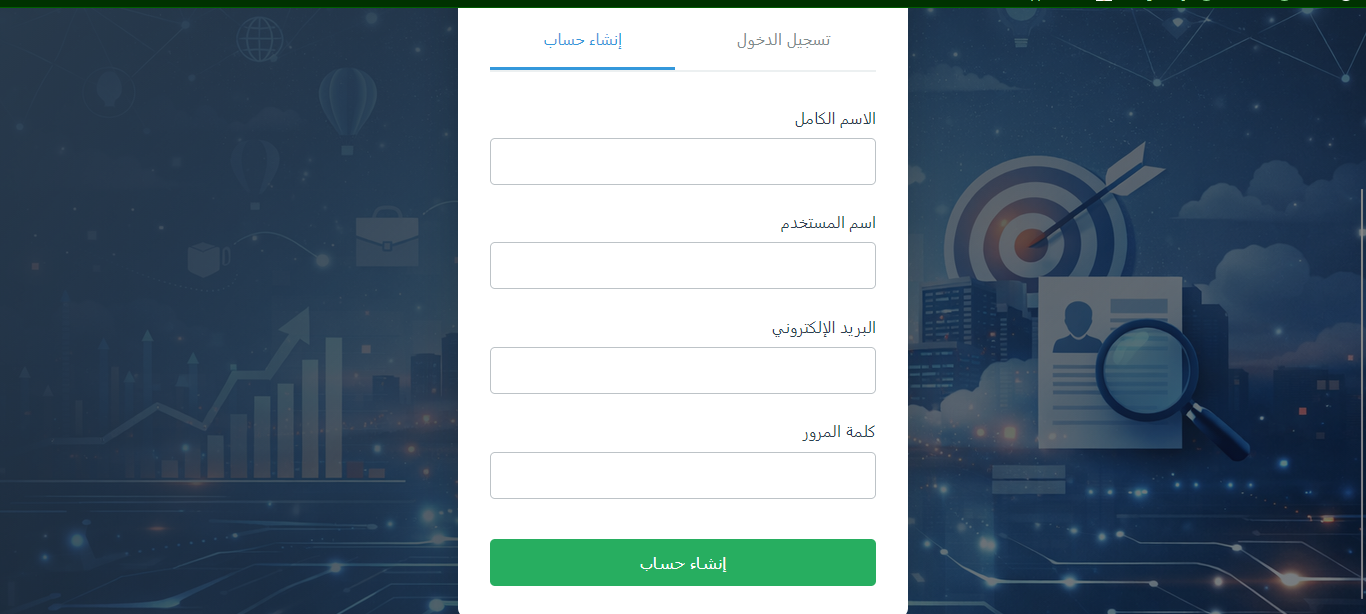 تسجيل الدخول
إنشاء حساب
الاسم الكامل
اسم المستخدم
البريد الإلكتروني
كلمة المرور
إنشاء حساب